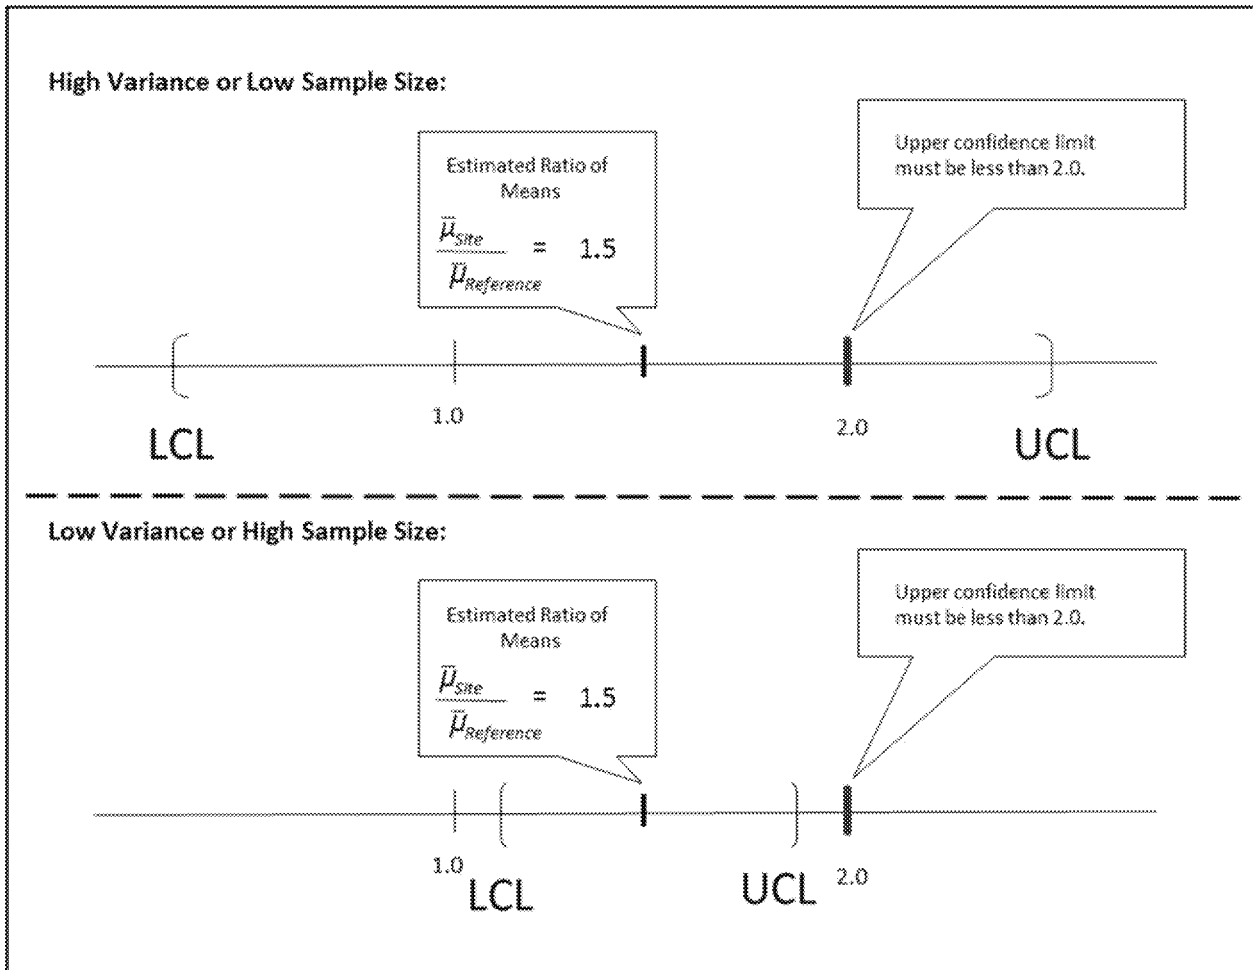 High Variance or Low Sample Size:
Estimated Ratio of
Means
μ̅Site
= 1.5
μ̅Reference
Upper confidence limit
must be less than 2.0.
1.0
2.0
LCL
UCL
Low Variance or High Sample Size:
Estimated Ratio of
Means
μ̅Site
= 1.5
μ̅Reference
Upper confidence limit
must be less than 2.0.
1.0
2.0
LCL
UCL